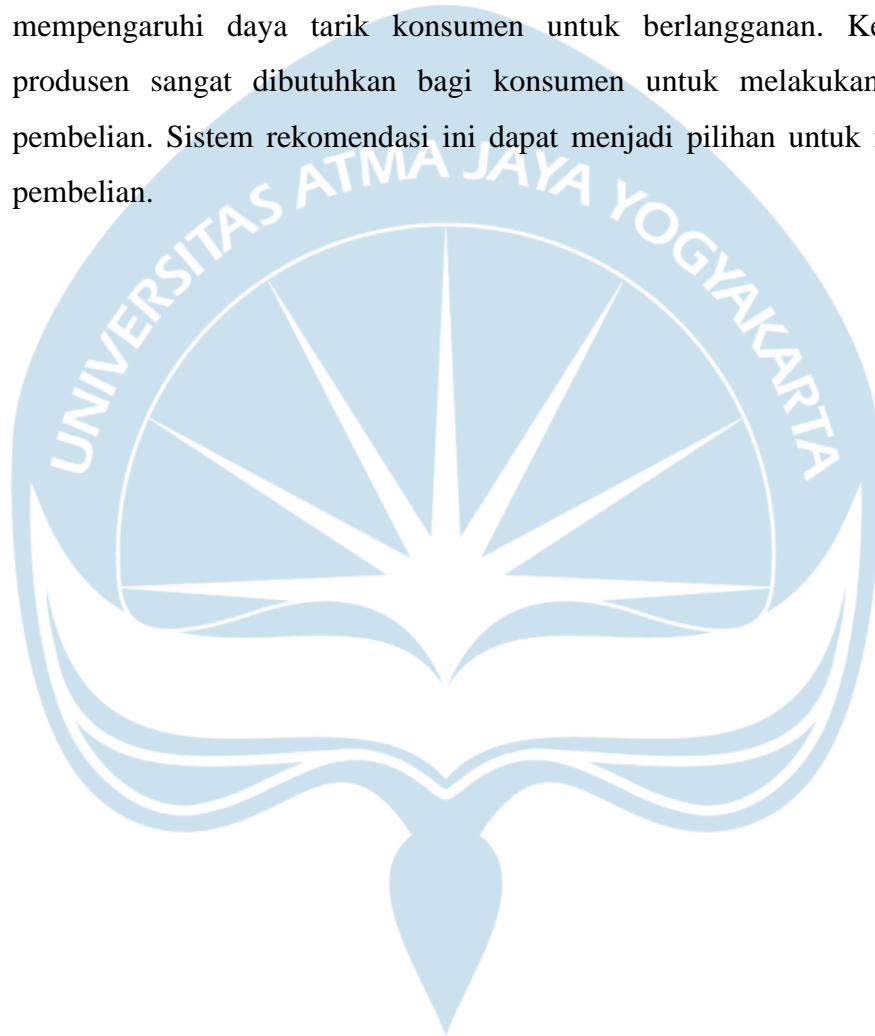 mempengaruhi daya tarik konsumen untuk berlangganan. Ke
produsen sangat dibutuhkan bagi konsumen untuk melakukan
pembelian. Sistem rekomendasi ini dapat menjadi pilihan untuk
pembelian.
UNIVERSITAS ATMA JAYA YOGYAKARTA